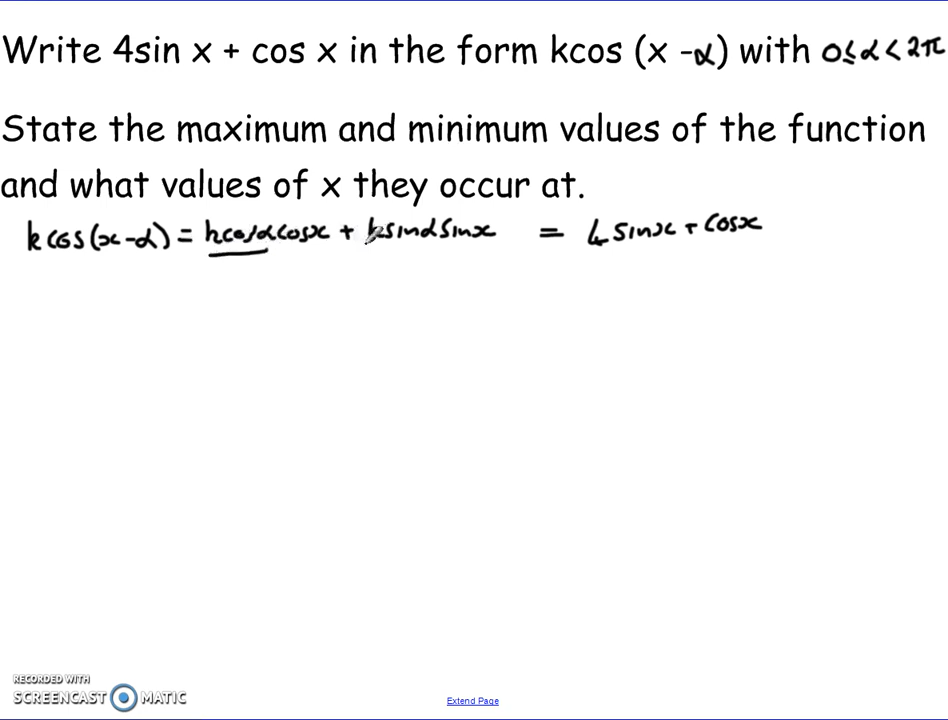 Write 4sin x + cos x in the form kcos (x -α) with 0≤α<2π
State the maximum and minimum values of the function
and what values of x they occur at.
kcos(x-α) = kcosαcosx + ksinαsinx = 4sinx + cosx
RECORDED WITH
SCREENCAST MATIC
Extend Page